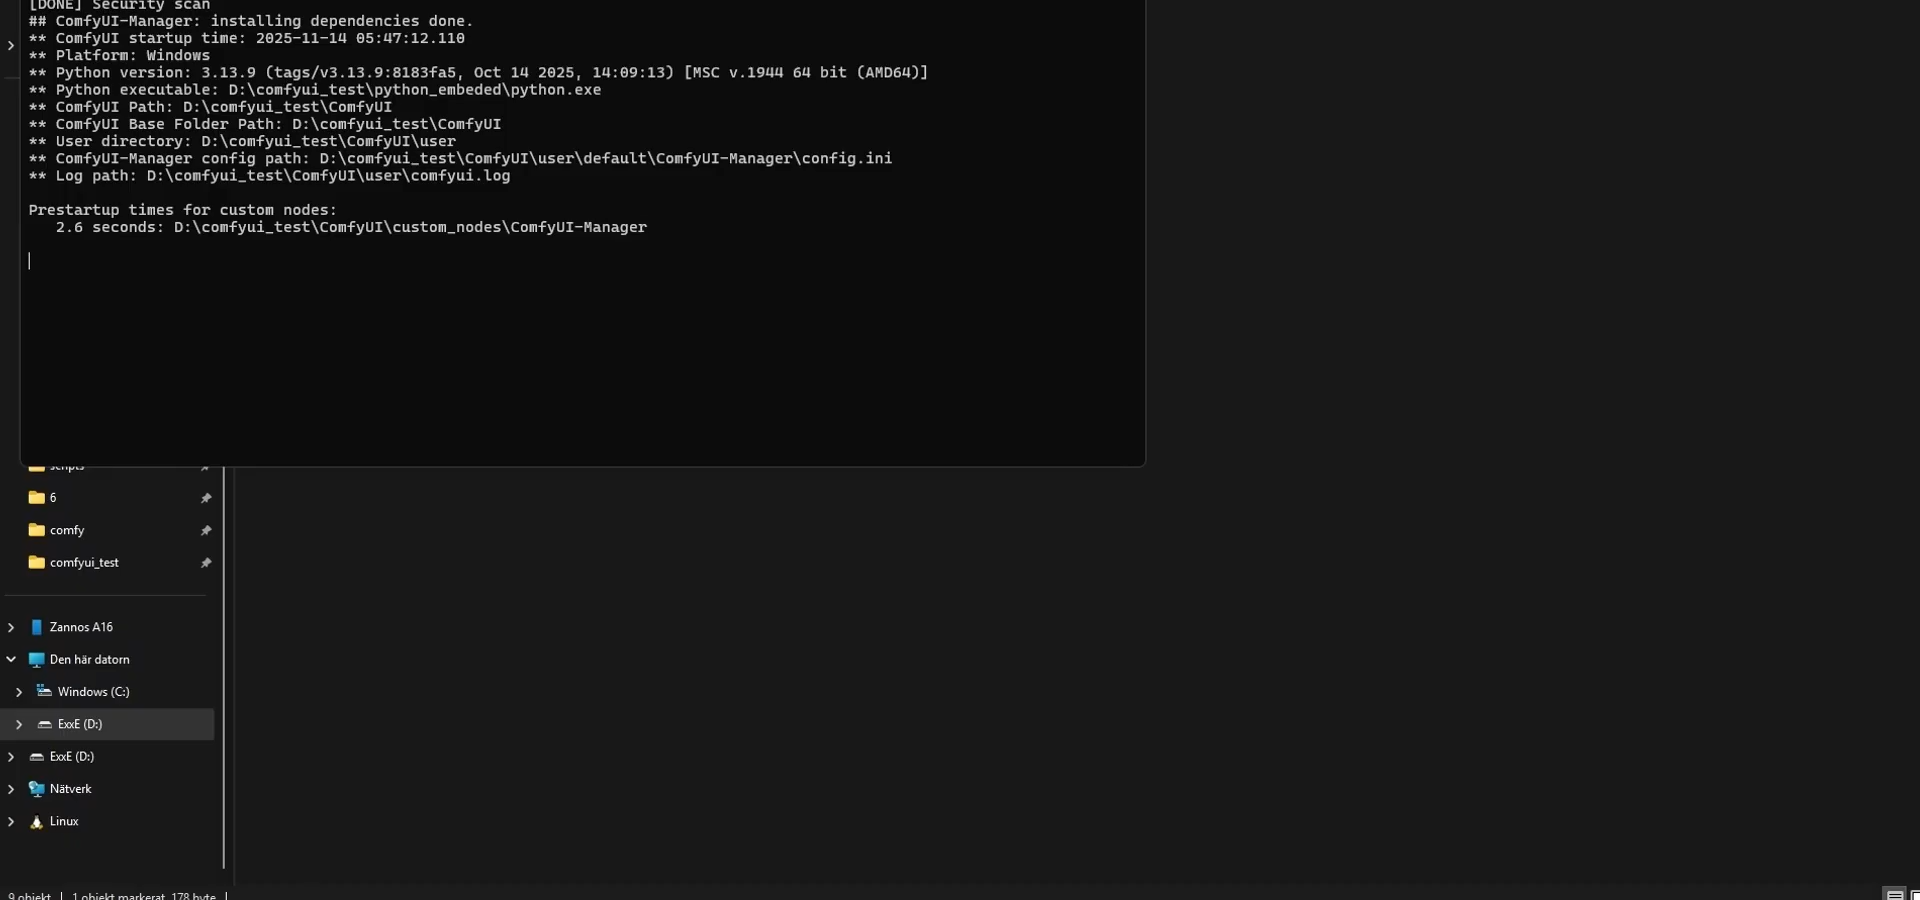 [DONE] Security scan
## ComfyUI-Manager: installing dependencies done.
** ComfyUI startup time: 2025-11-14 05:47:12.110
** Platform: Windows
** Python version: 3.13.9 (tags/v3.13.9:8183fa5, Oct 14 2025, 14:09:13) [MSC v.1944 64 bit (AMD64)]
** Python executable: D:\comfyui_test\python_embeded\python.exe
** ComfyUI Path: D:\comfyui_test\ComfyUI
** ComfyUI Base Folder Path: D:\comfyui_test\ComfyUI
** User directory: D:\comfyui_test\ComfyUI\user
** ComfyUI-Manager config path: D:\comfyui_test\ComfyUI\user\default\ComfyUI-Manager\config.ini
** Log path: D:\comfyui_test\ComfyUI\user\comfyui.log
Prestartup times for custom nodes:
2.6 seconds: D:\comfyui_test\ComfyUI\custom_nodes\ComfyUI-Manager
scripts
6
comfy
comfyui_test
Zannos A16
Den här datorn
Windows (C:)
ExxE (D:)
ExxE (D:)
Nätverk
Linux
9 objekt | 1 objekt markerat 178 byte |